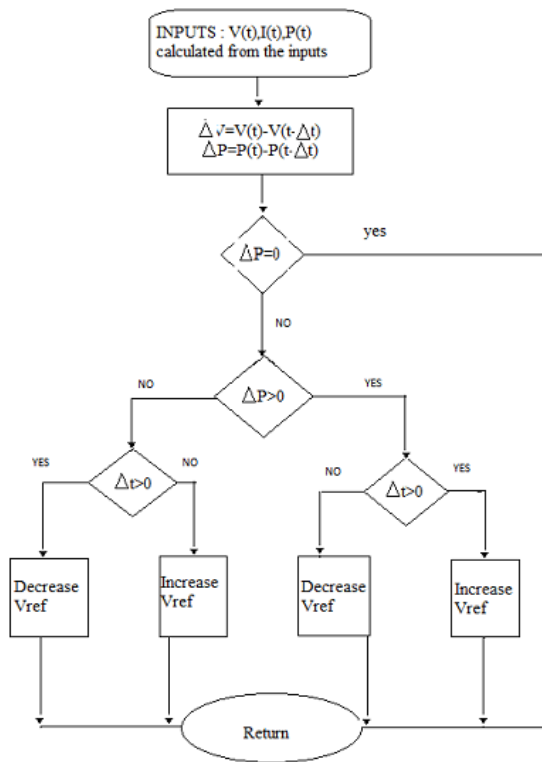 INPUTS : V(t),I(t),P(t)
calculated from the inputs
Δ√=V(t)-V(t-Δt)
ΔP=P(t)-P(t-Δt)
yes
ΔP=0
NO
NO
YES
ΔP>0
YES
NO
NO
YES
Δt>0
Δt>0
Decrease
Vref
Increase
Vref
Decrease
Vref
Increase
Vref
Return